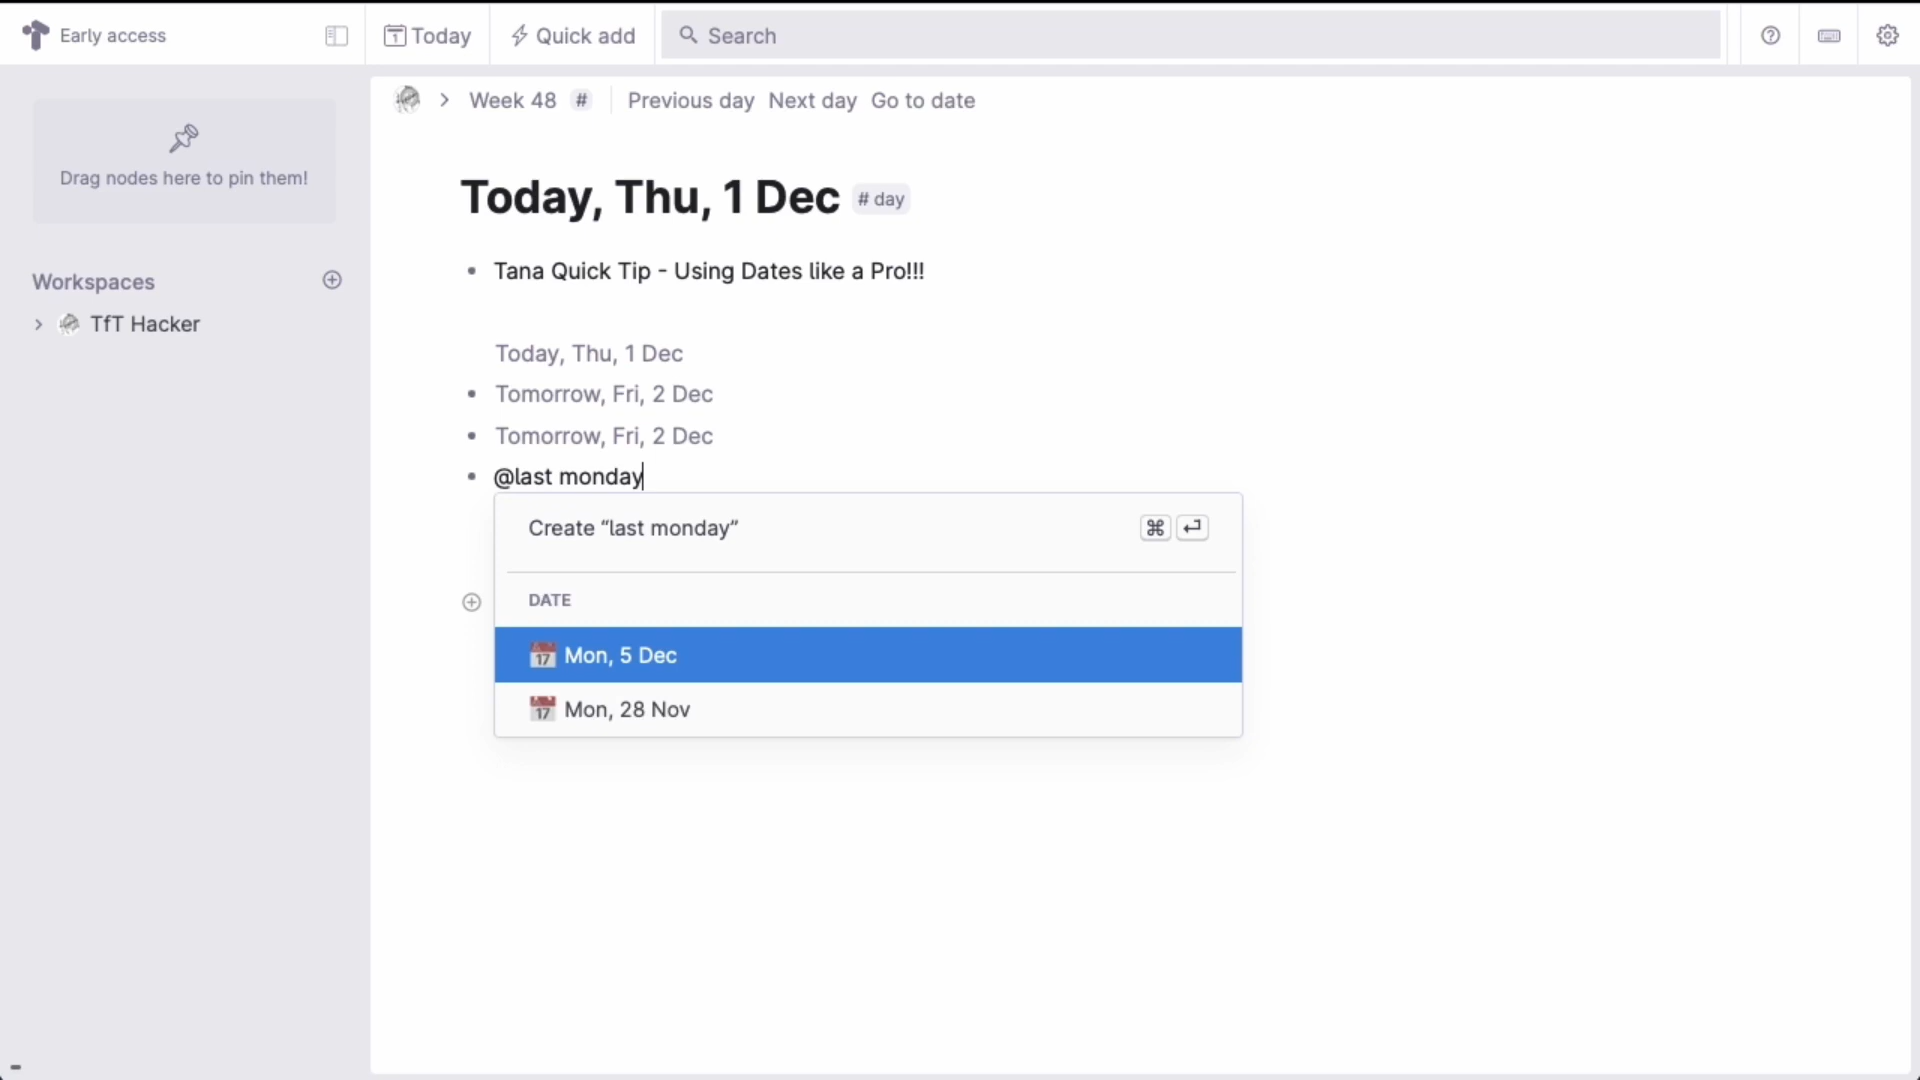 Early access
Today
Quick add
Search
Week 48 #
Previous day Next day Go to date
Drag nodes here to pin them!
Workspaces
TfT Hacker
Today, Thu, 1 Dec # day
Tana Quick Tip - Using Dates like a Pro!!!
Today, Thu, 1 Dec
Tomorrow, Fri, 2 Dec
Tomorrow, Fri, 2 Dec
@last monday
Create “last monday” ⌘
DATE
17 Mon, 5 Dec
17 Mon, 28 Nov